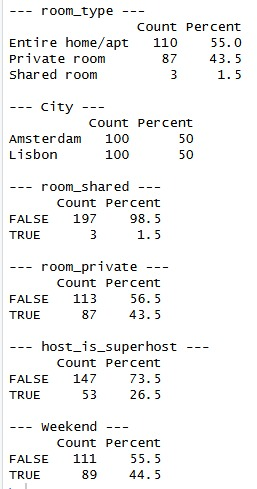 --- room_type ---
Count Percent
Entire home/apt 110 55.0
Private room 87 43.5
Shared room 3 1.5
--- City ---
Count Percent
Amsterdam 100 50
Lisbon 100 50
--- room_shared ---
Count Percent
FALSE 197 98.5
TRUE 3 1.5
--- room_private ---
Count Percent
FALSE 113 56.5
TRUE 87 43.5
--- host_is_superhost ---
Count Percent
FALSE 147 73.5
TRUE 53 26.5
--- Weekend ---
Count Percent
FALSE 111 55.5
TRUE 89 44.5